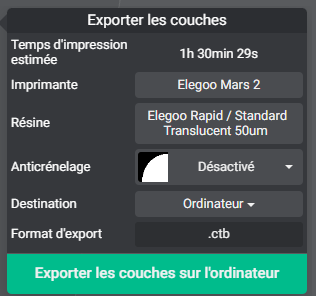 Exporter les couches
Temps d'impression
estimée
1h 30min 29s
Imprimante
Elegoo Mars 2
Résine
Elegoo Rapid / Standard
Translucent 50um
Anticrénelage
Désactivé
Destination
Ordinateur
Format d'export
.ctb
Exporter les couches sur l'ordinateur